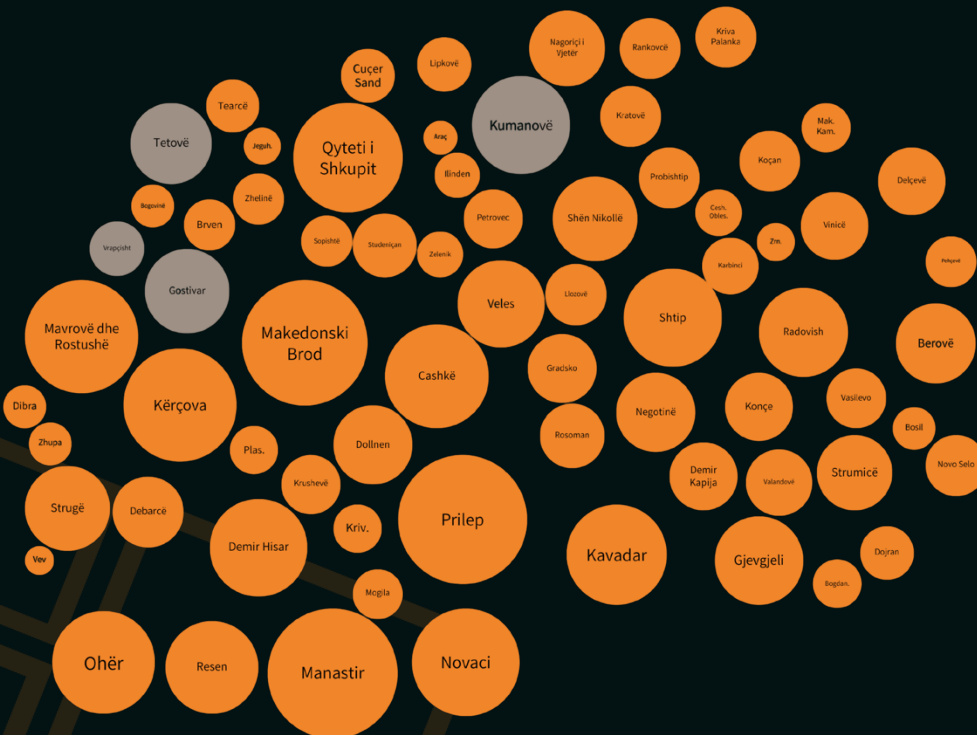 Kriva
Palanka
Nagoriçi i
Vjetër
Rankovcë
Lipkovë
Cuçer
Sand
Tearcë
Kratovë
Kumanovë
Mak.
Kam.
Araç
Tetovë
Jeguh.
Qyteti i
Shkupit
Koçan
Ilinden
Probishtip
Delçevë
Zhelinë
Bogovinë
Cesh.
Obles.
Petrovec
Shën Nikollë
Brven
Vinicë
Sopishtë
Studeniçan
Zrn.
Vrapçisht
Zelenik
Karbinci
Gostivar
Llozovë
Veles
Shtip
Mavrovë dhe
Rostushë
Makedonski
Brod
Radovish
Berovë
Gradsko
Cashkë
Vasilevo
Dibra
Kërçova
Konçe
Negotinë
Bosil
Rosoman
Zhupa
Dollnen
Plas.
Novo Selo
Strumicë
Demir
Kapija
Valandovë
Krushevë
Strugë
Debarcë
Prilep
Kriv.
Demir Hisar
Dojran
Kavadar
Vev
Gjevgjeli
Bogdan.
Mogila
Ohër
Resen
Manastir
Novaci